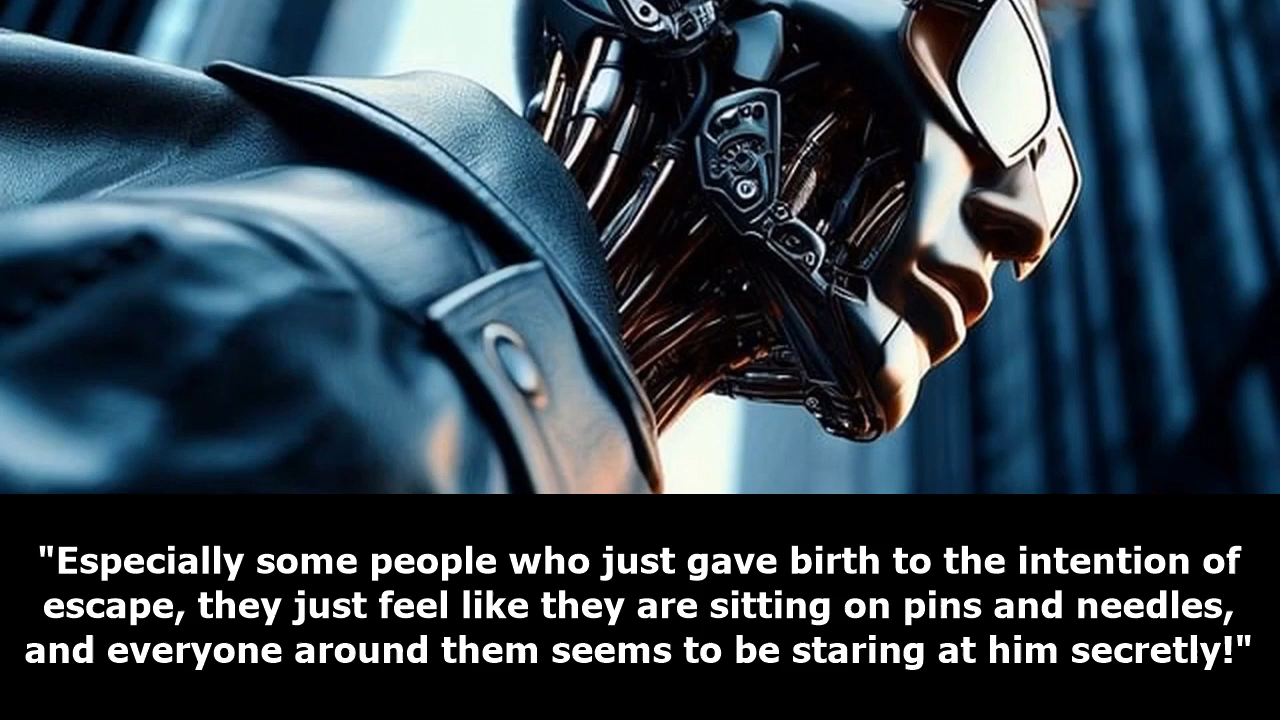 "Especially some people who just gave birth to the intention of
escape, they just feel like they are sitting on pins and needles,
and everyone around them seems to be staring at him secretly!"